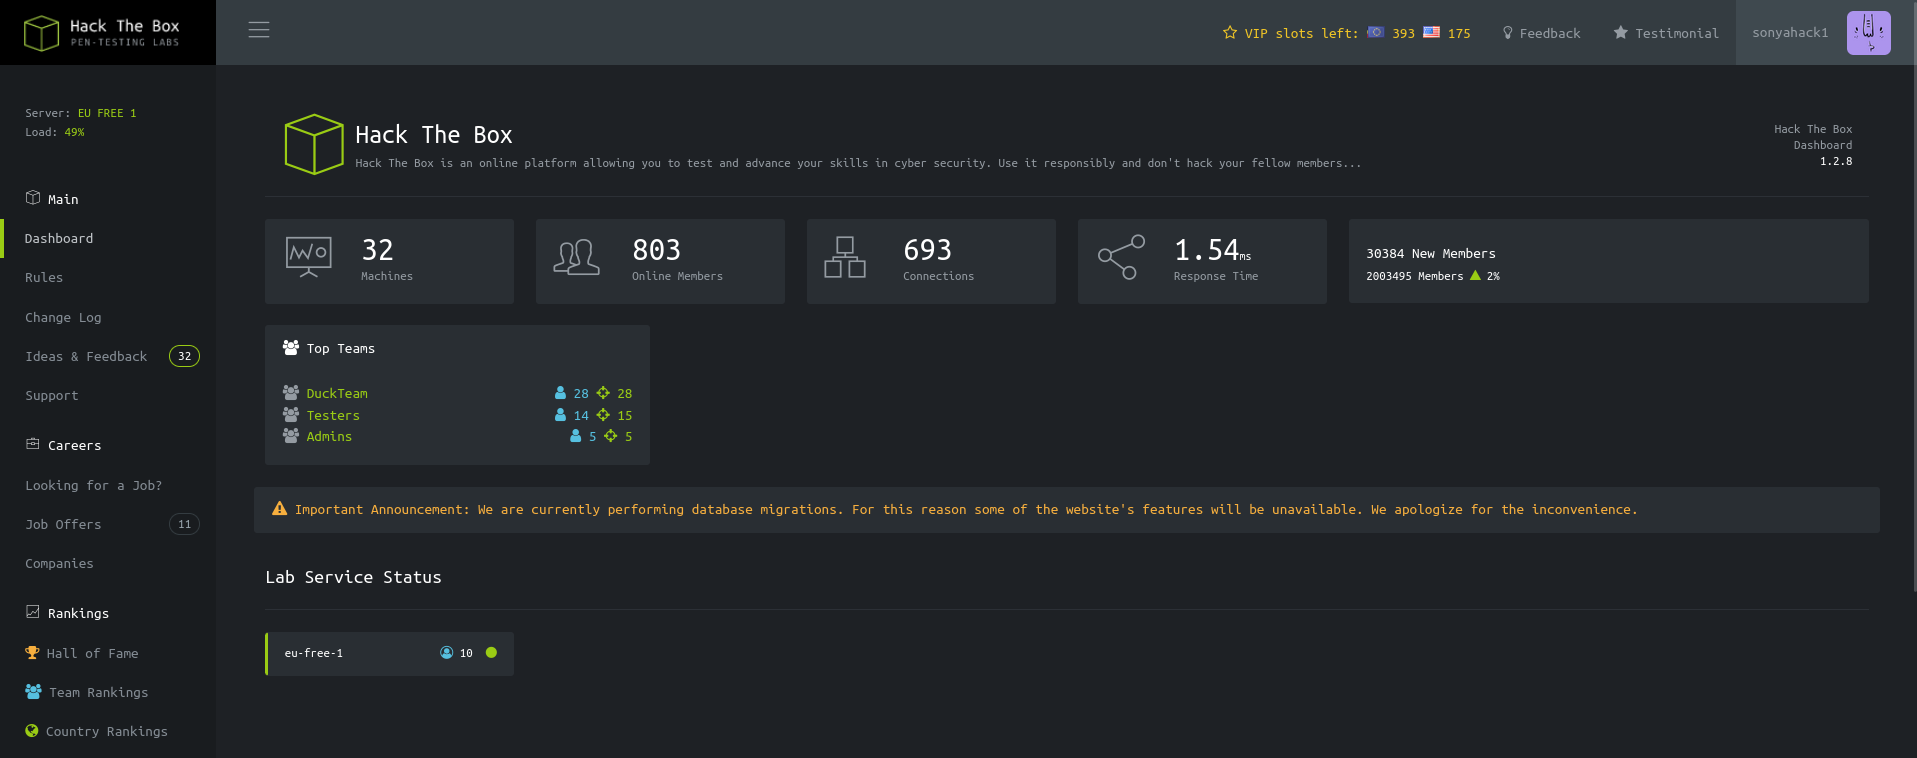 Hack The Box
PEN-TESTING LABS
VIP slots left: 393 175
Feedback
Testimonial
sonyahack1
Server: EU FREE 1
Load: 49%
Main
Dashboard
Rules
Change Log
Ideas & Feedback 32
Support
Careers
Looking for a Job?
Job Offers 11
Companies
Rankings
Hall of Fame
Team Rankings
Country Rankings
Hack The Box
Hack The Box is an online platform allowing you to test and advance your skills in cyber security. Use it responsibly and don't hack your fellow members...
Hack The Box
Dashboard
1.2.8
32
Machines
803
Online Members
693
Connections
1.54ms
Response Time
30384 New Members
2003495 Members 2%
Top Teams
DuckTeam 28 28
Testers 14 15
Admins 5 5
Important Announcement: We are currently performing database migrations. For this reason some of the website's features will be unavailable. We apologize for the inconvenience.
Lab Service Status
eu-free-1 10